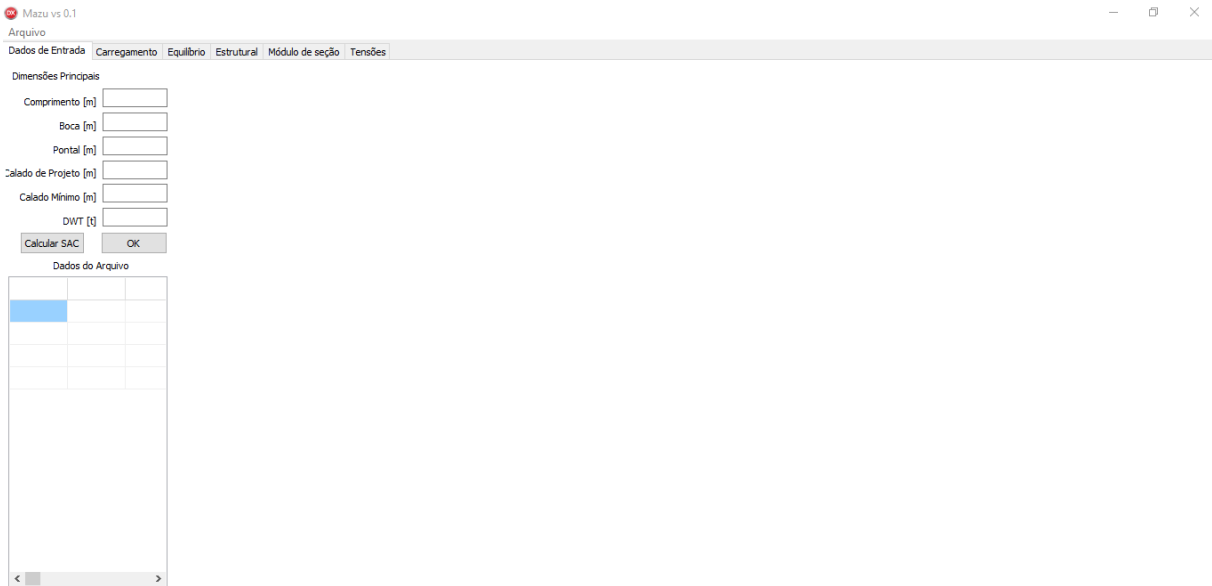 Mazu vs 0.1
Arquivo
Dados de Entrada Carregamento Equilíbrio Estrutural Módulo de seção Tensões
Dimensões Principais
Comprimento [m]
Boca [m]
Pontal [m]
Calado de Projeto [m]
Calado Mínimo [m]
DWT [t]
Calcular SAC OK
Dados do Arquivo